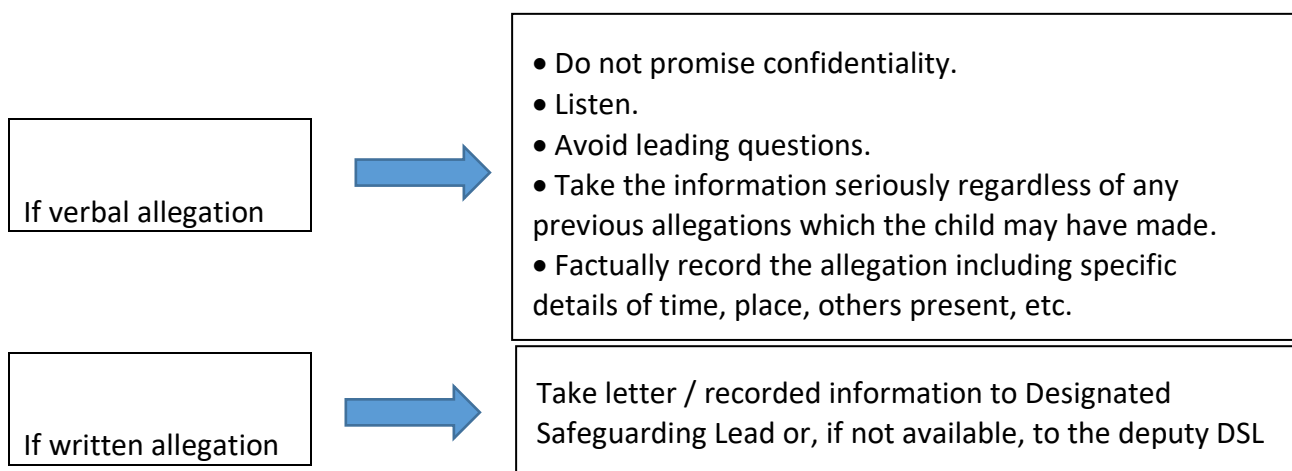 If verbal allegation
• Do not promise confidentiality.
• Listen.
• Avoid leading questions.
• Take the information seriously regardless of any
previous allegations which the child may have made.
• Factually record the allegation including specific
details of time, place, others present, etc.
If written allegation
Take letter / recorded information to Designated
Safeguarding Lead or, if not available, to the deputy DSL